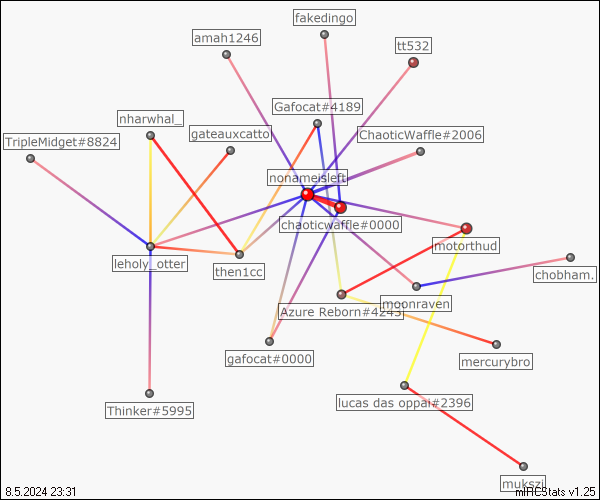 fakedingo
amah1246
tt532
Gafocat#4189
nharwhal_
gateauxcatto
ChaoticWaffle#2006
TripleMidget#8824
nonameisleft
chaoticwaffle#0000
motorthud
leholy_otter
then1cc
chobham.
moonraven
Azure Reborn#4243
gafocat#0000
mercurybro
lucas das oppai#2396
Thinker#5995
mukszi
8.5.2024 23:31
mIRCStats v1.25